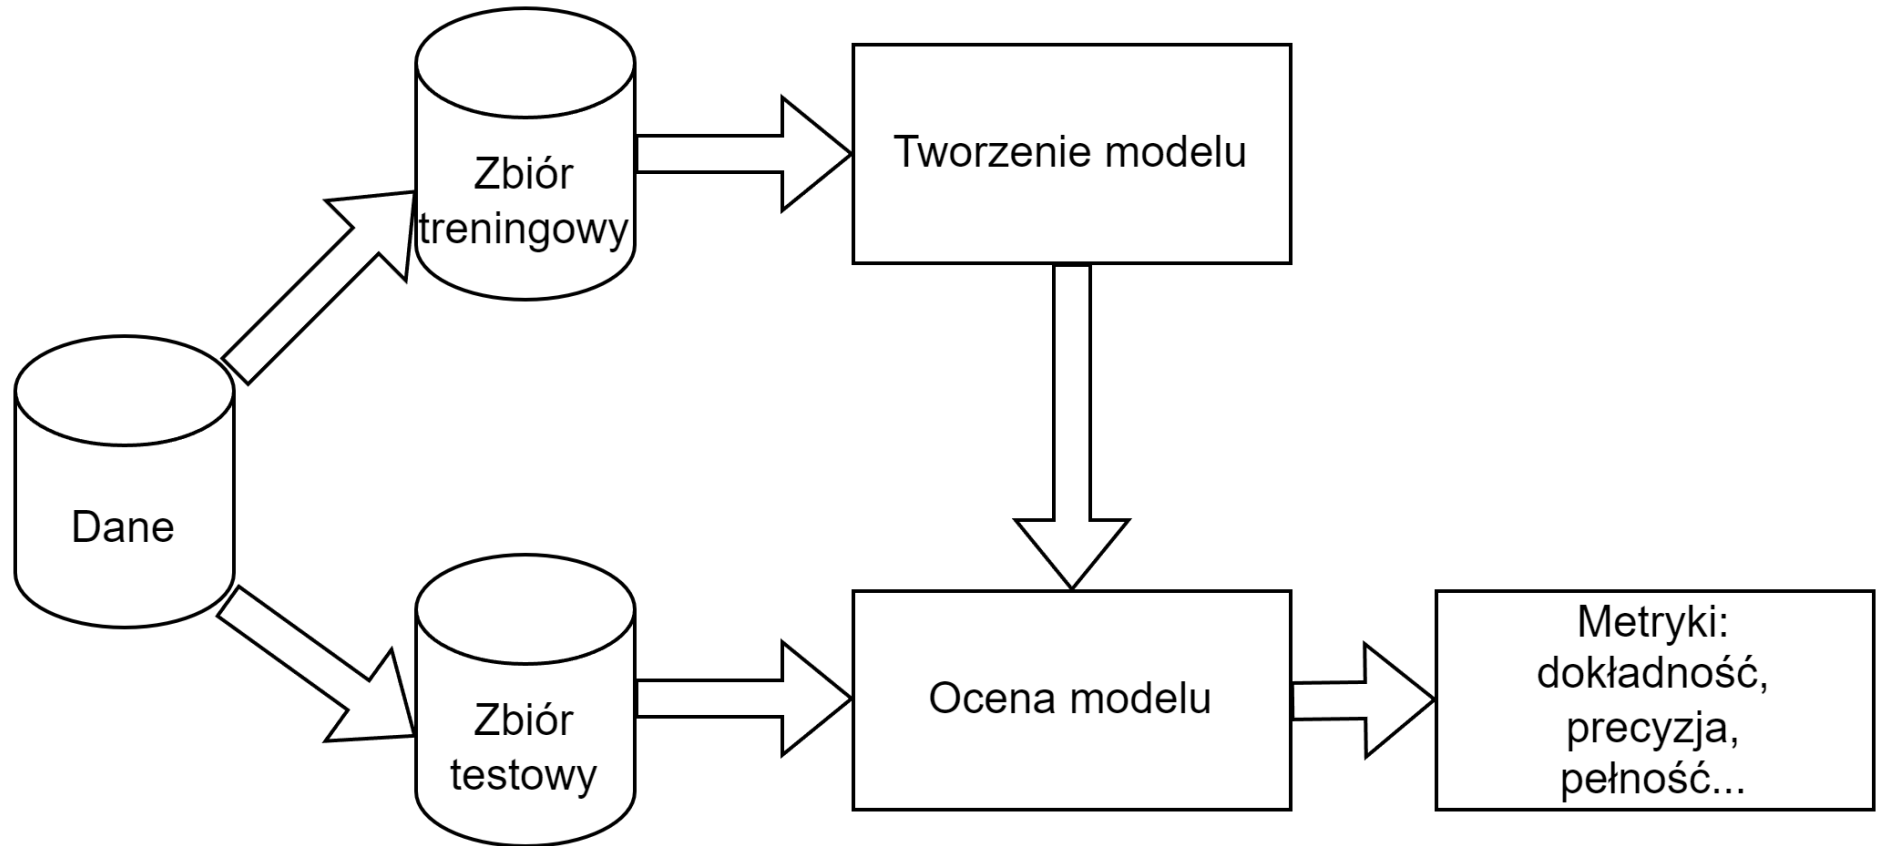 Zbiór
treningowy
Tworzenie modelu
Dane
Zbiór
testowy
Ocena modelu
Metryki:
dokładność,
precyzja,
pełność...